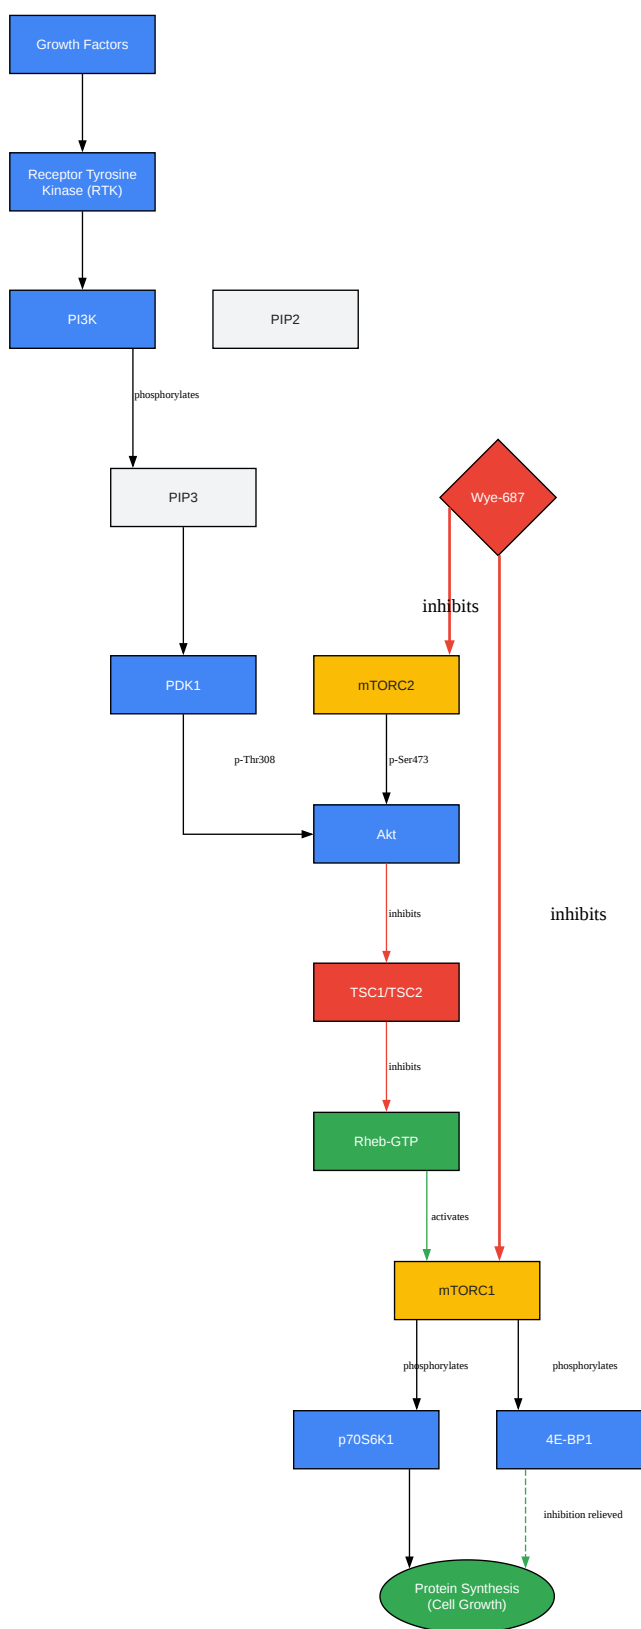 Growth Factors
Receptor Tyrosine
Kinase (RTK)
PI3K
PIP2
phosphorylates
PIP3
Wye-687
inhibits
PDK1
mTORC2
p-Thr308
p-Ser473
Akt
inhibits
inhibits
TSC1/TSC2
inhibits
Rheb-GTP
activates
mTORC1
phosphorylates
phosphorylates
p70S6K1
4E-BP1
inhibition relieved
Protein Synthesis
(Cell Growth)